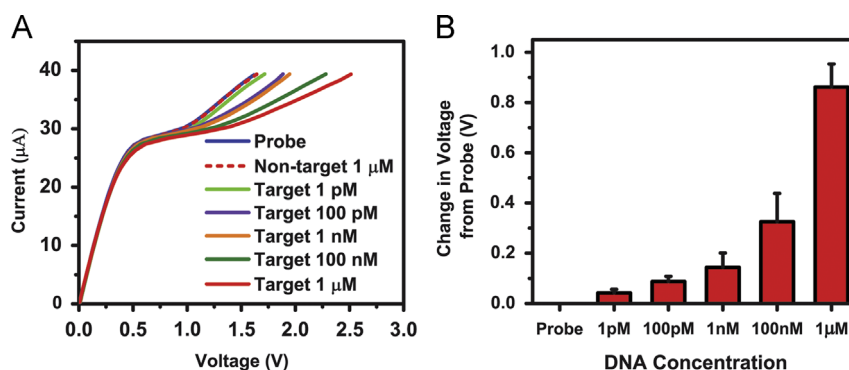 A
Current (μA)
40
30
20
10
0
Probe
Non-target 1 μM
Target 1 pM
Target 100 pM
Target 1 nM
Target 100 nM
Target 1 μM
0.0 0.5 1.0 1.5 2.0 2.5 3.0
Voltage (V)
B
Change in Voltage
from Probe (V)
1.0
0.8
0.6
0.4
0.2
0.0
Probe 1pM 100pM 1nM 100nM 1μM
DNA Concentration